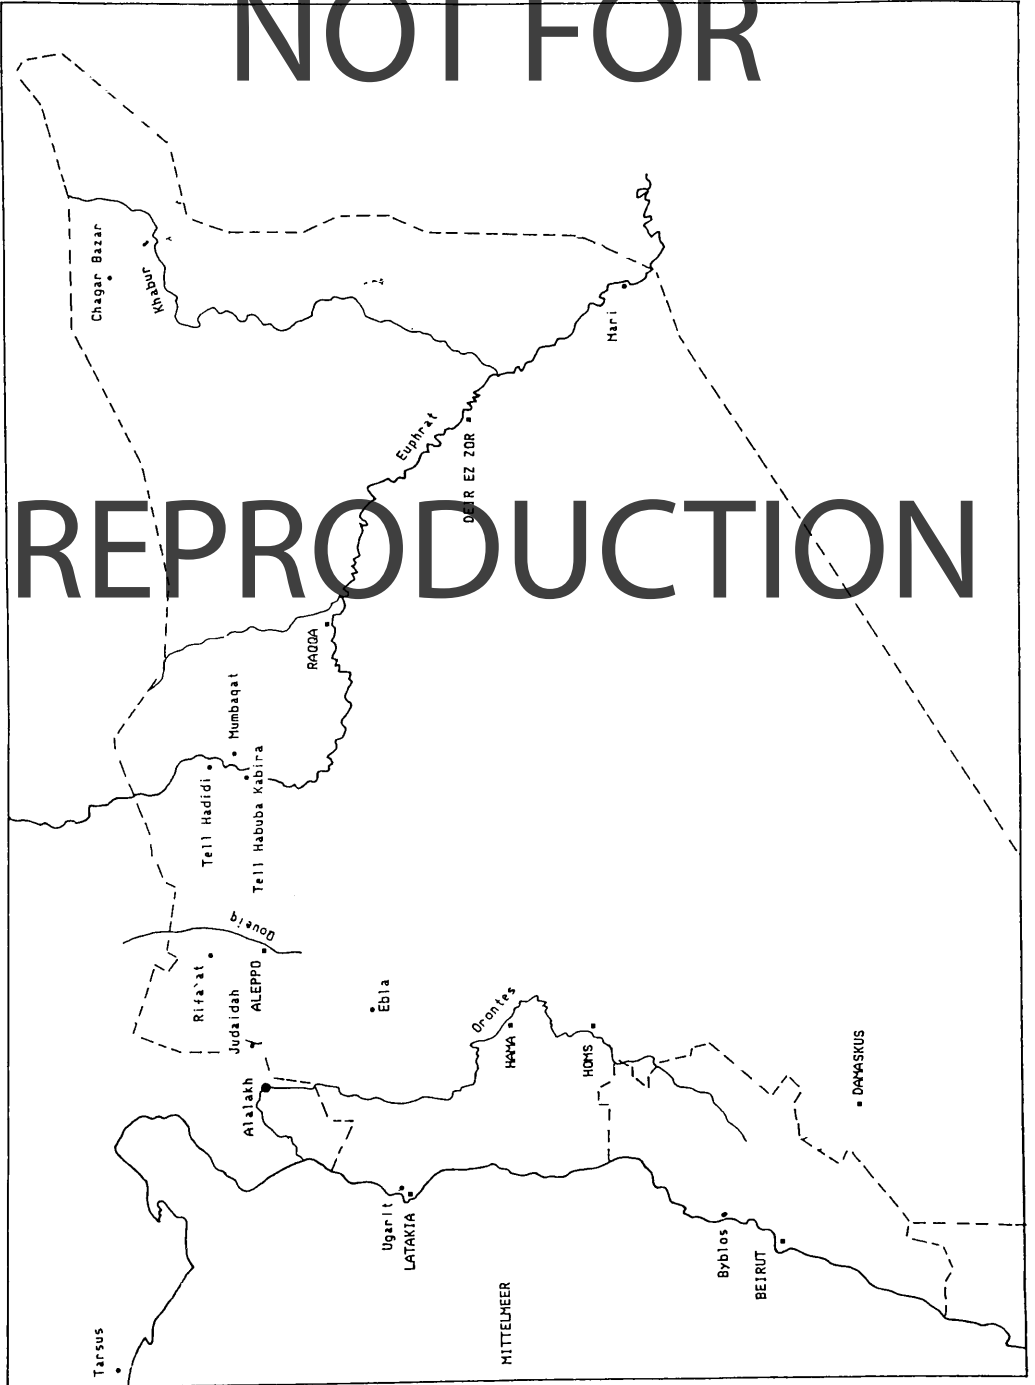 NOT FOR
REPRODUCTION
Chagar Bazar
Khabur
Mari
Euphrat
DEIR EZ ZOR
RAQQA
Mumbaqat
Tell Hadidi
Tell Habuba Kabira
Qoueiq
Rifa`at
ALEPPO
Judaidah
Ebla
Orontes
HAMA
HOMS
Alalakh
DAMASKUS
Ugarit
LATAKIA
Byblos
BEIRUT
MITTELMEER
Tarsus